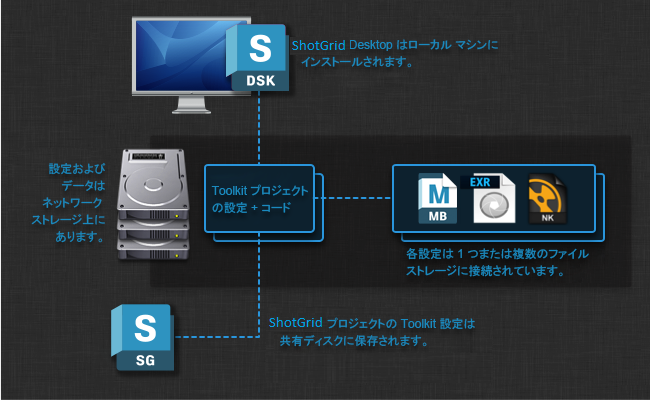 S
DSK
ShotGrid Desktop はローカル マシンに
インストールされます。
設定および
データは
ネットワーク
ストレージ上に
あります。
Toolkit プロジェクト
の設定 + コード
M
MB
EXR
NK
各設定は 1 つまたは複数のファイル
ストレージに接続されています。
S
SG
ShotGrid プロジェクトの Toolkit 設定は
共有ディスクに保存されます。